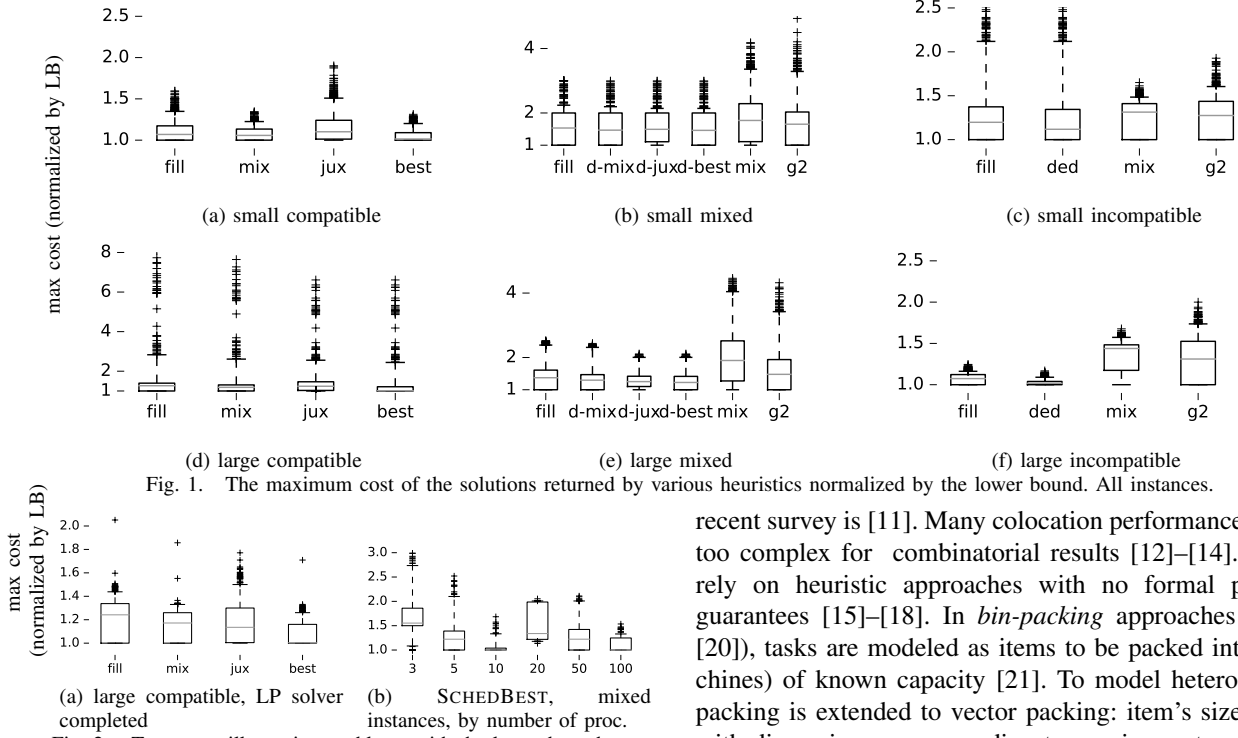 max cost (normalized by LB)
2.5
2.0
1.5
1.0
fill mix jux best
(a) small compatible
4
2
1
fill d-mix d-jux d-best mix g2
(b) small mixed
2.5
2.0
1.5
1.0
fill ded mix g2
(c) small incompatible
8
6
4
2
1
fill mix jux best
(d) large compatible
4
2
1
fill d-mix d-jux d-best mix g2
(e) large mixed
2.5
2.0
1.5
1.0
fill ded mix g2
(f) large incompatible
Fig. 1. The maximum cost of the solutions returned by various heuristics normalized by the lower bound. All instances.
max cost
(normalized by LB)
2.0
1.8
1.6
1.4
1.2
1.0
fill mix jux best
(a) large compatible, LP solver
completed
3.0
2.5
2.0
1.5
1.0
3 5 10 20 50 100
(b) SCHEDBEST, mixed
instances, by number of proc.
recent survey is [11]. Many colocation performance
too complex for combinatorial results [12]–[14].
rely on heuristic approaches with no formal p
guarantees [15]–[18]. In bin-packing approaches
[20]), tasks are modeled as items to be packed int
chines) of known capacity [21]. To model hetero
packing is extended to vector packing: item's size